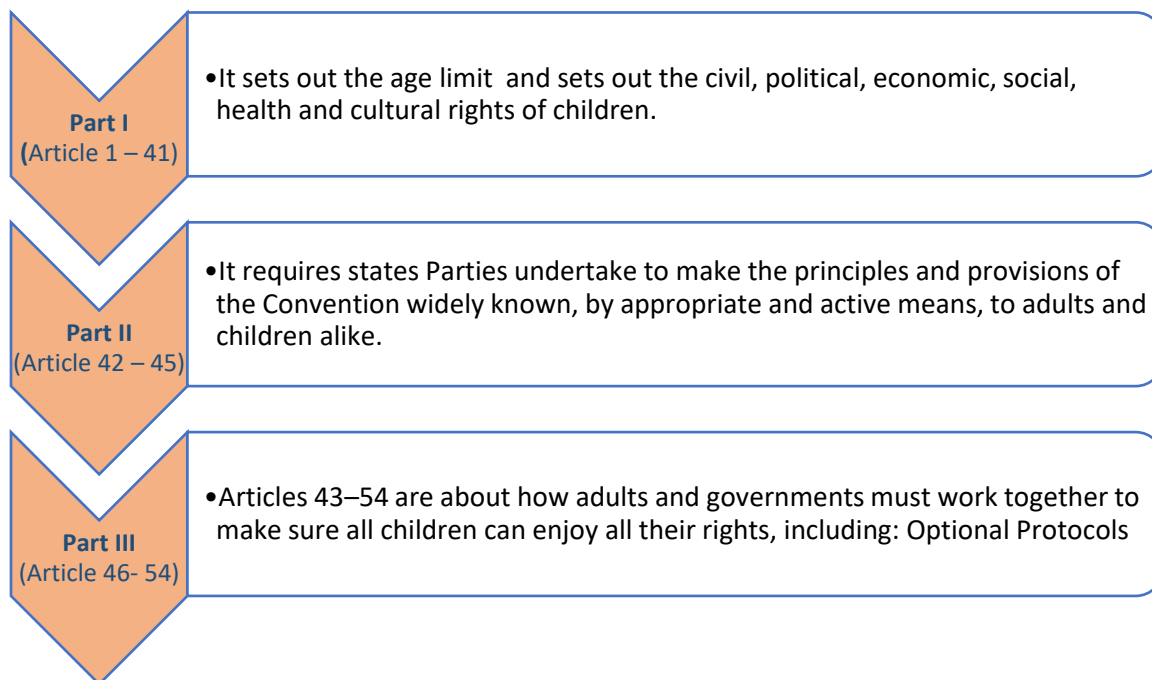 Part I
(Article 1 – 41)
•It sets out the age limit  and sets out the civil, political, economic, social,
health and cultural rights of children.
Part II
(Article 42 – 45)
•It requires states Parties undertake to make the principles and provisions of
the Convention widely known, by appropriate and active means, to adults and
children alike.
Part III
(Article 46- 54)
•Articles 43–54 are about how adults and governments must work together to
make sure all children can enjoy all their rights, including: Optional Protocols